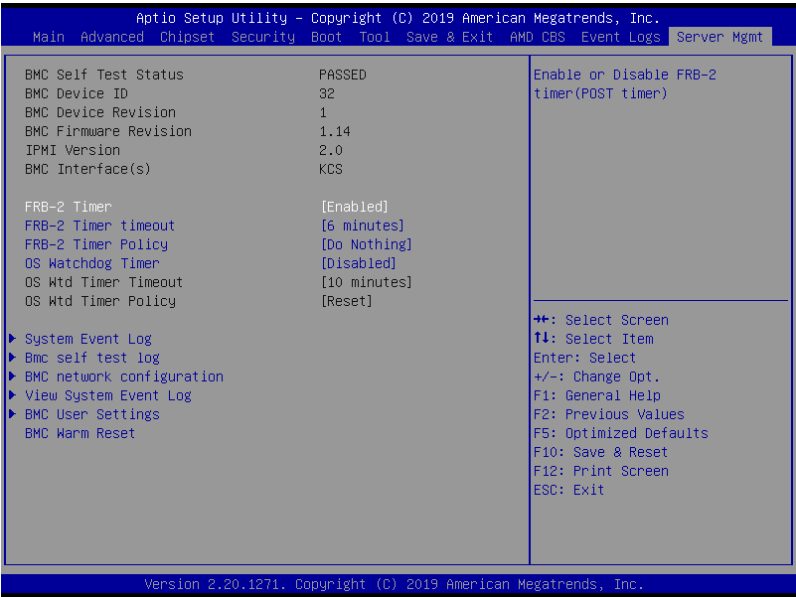 Aptio Setup Utility – Copyright (C) 2019 American Megatrends, Inc.
Main Advanced Chipset Security Boot Tool Save & Exit AMD CBS Event Logs Server Mgmt
BMC Self Test Status PASSED
BMC Device ID 32
BMC Device Revision 1
BMC Firmware Revision 1.14
IPMI Version 2.0
BMC Interface(s) KCS
FRB-2 Timer [Enabled]
FRB-2 Timer timeout [6 minutes]
FRB-2 Timer Policy [Do Nothing]
OS Watchdog Timer [Disabled]
OS Wtd Timer Timeout [10 minutes]
OS Wtd Timer Policy [Reset]
System Event Log
Bmc self test log
BMC network configuration
View System Event Log
BMC User Settings
BMC Warm Reset
Enable or Disable FRB-2
timer(POST timer)
→←: Select Screen
↑↓: Select Item
Enter: Select
+/-: Change Opt.
F1: General Help
F2: Previous Values
F5: Optimized Defaults
F10: Save & Reset
F12: Print Screen
ESC: Exit
Version 2.20.1271. Copyright (C) 2019 American Megatrends, Inc.